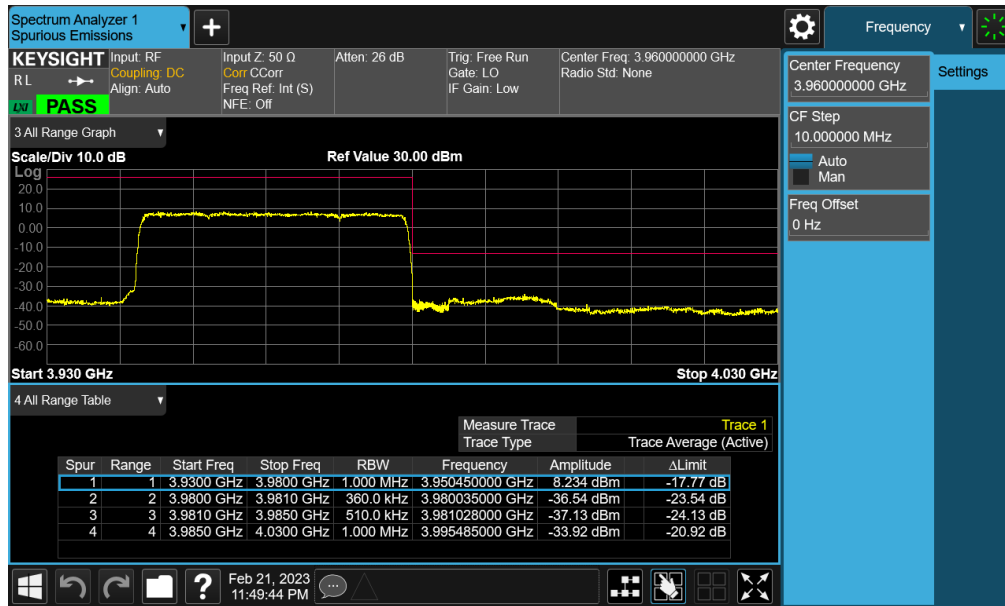 Spectrum Analyzer 1
Spurious Emissions
+
Frequency
KEYSIGHT
R L
LXI
PASS
Input: RF
Coupling: DC
Align: Auto
Input Z: 50 Ω
Corr CCorr
Freq Ref: Int (S)
NFE: Off
Atten: 26 dB
Trig: Free Run
Gate: LO
IF Gain: Low
Center Freq: 3.960000000 GHz
Radio Std: None
Center Frequency
3.960000000 GHz
Settings
CF Step
10.000000 MHz
Auto
Man
Freq Offset
0 Hz
3 All Range Graph
Scale/Div 10.0 dB
Ref Value 30.00 dBm
Log
20.0
10.0
0.00
-10.0
-20.0
-30.0
-40.0
-50.0
-60.0
Start 3.930 GHz
Stop 4.030 GHz
4 All Range Table
Measure Trace Trace 1
Trace Type Trace Average (Active)
Spur Range Start Freq Stop Freq RBW Frequency Amplitude ΔLimit
1 1 3.9300 GHz 3.9800 GHz 1.000 MHz 3.950450000 GHz 8.234 dBm -17.77 dB
2 2 3.9800 GHz 3.9810 GHz 360.0 kHz 3.980035000 GHz -36.54 dBm -23.54 dB
3 3 3.9810 GHz 3.9850 GHz 510.0 kHz 3.981028000 GHz -37.13 dBm -24.13 dB
4 4 3.9850 GHz 4.0300 GHz 1.000 MHz 3.995485000 GHz -33.92 dBm -20.92 dB
?
Feb 21, 2023
11:49:44 PM